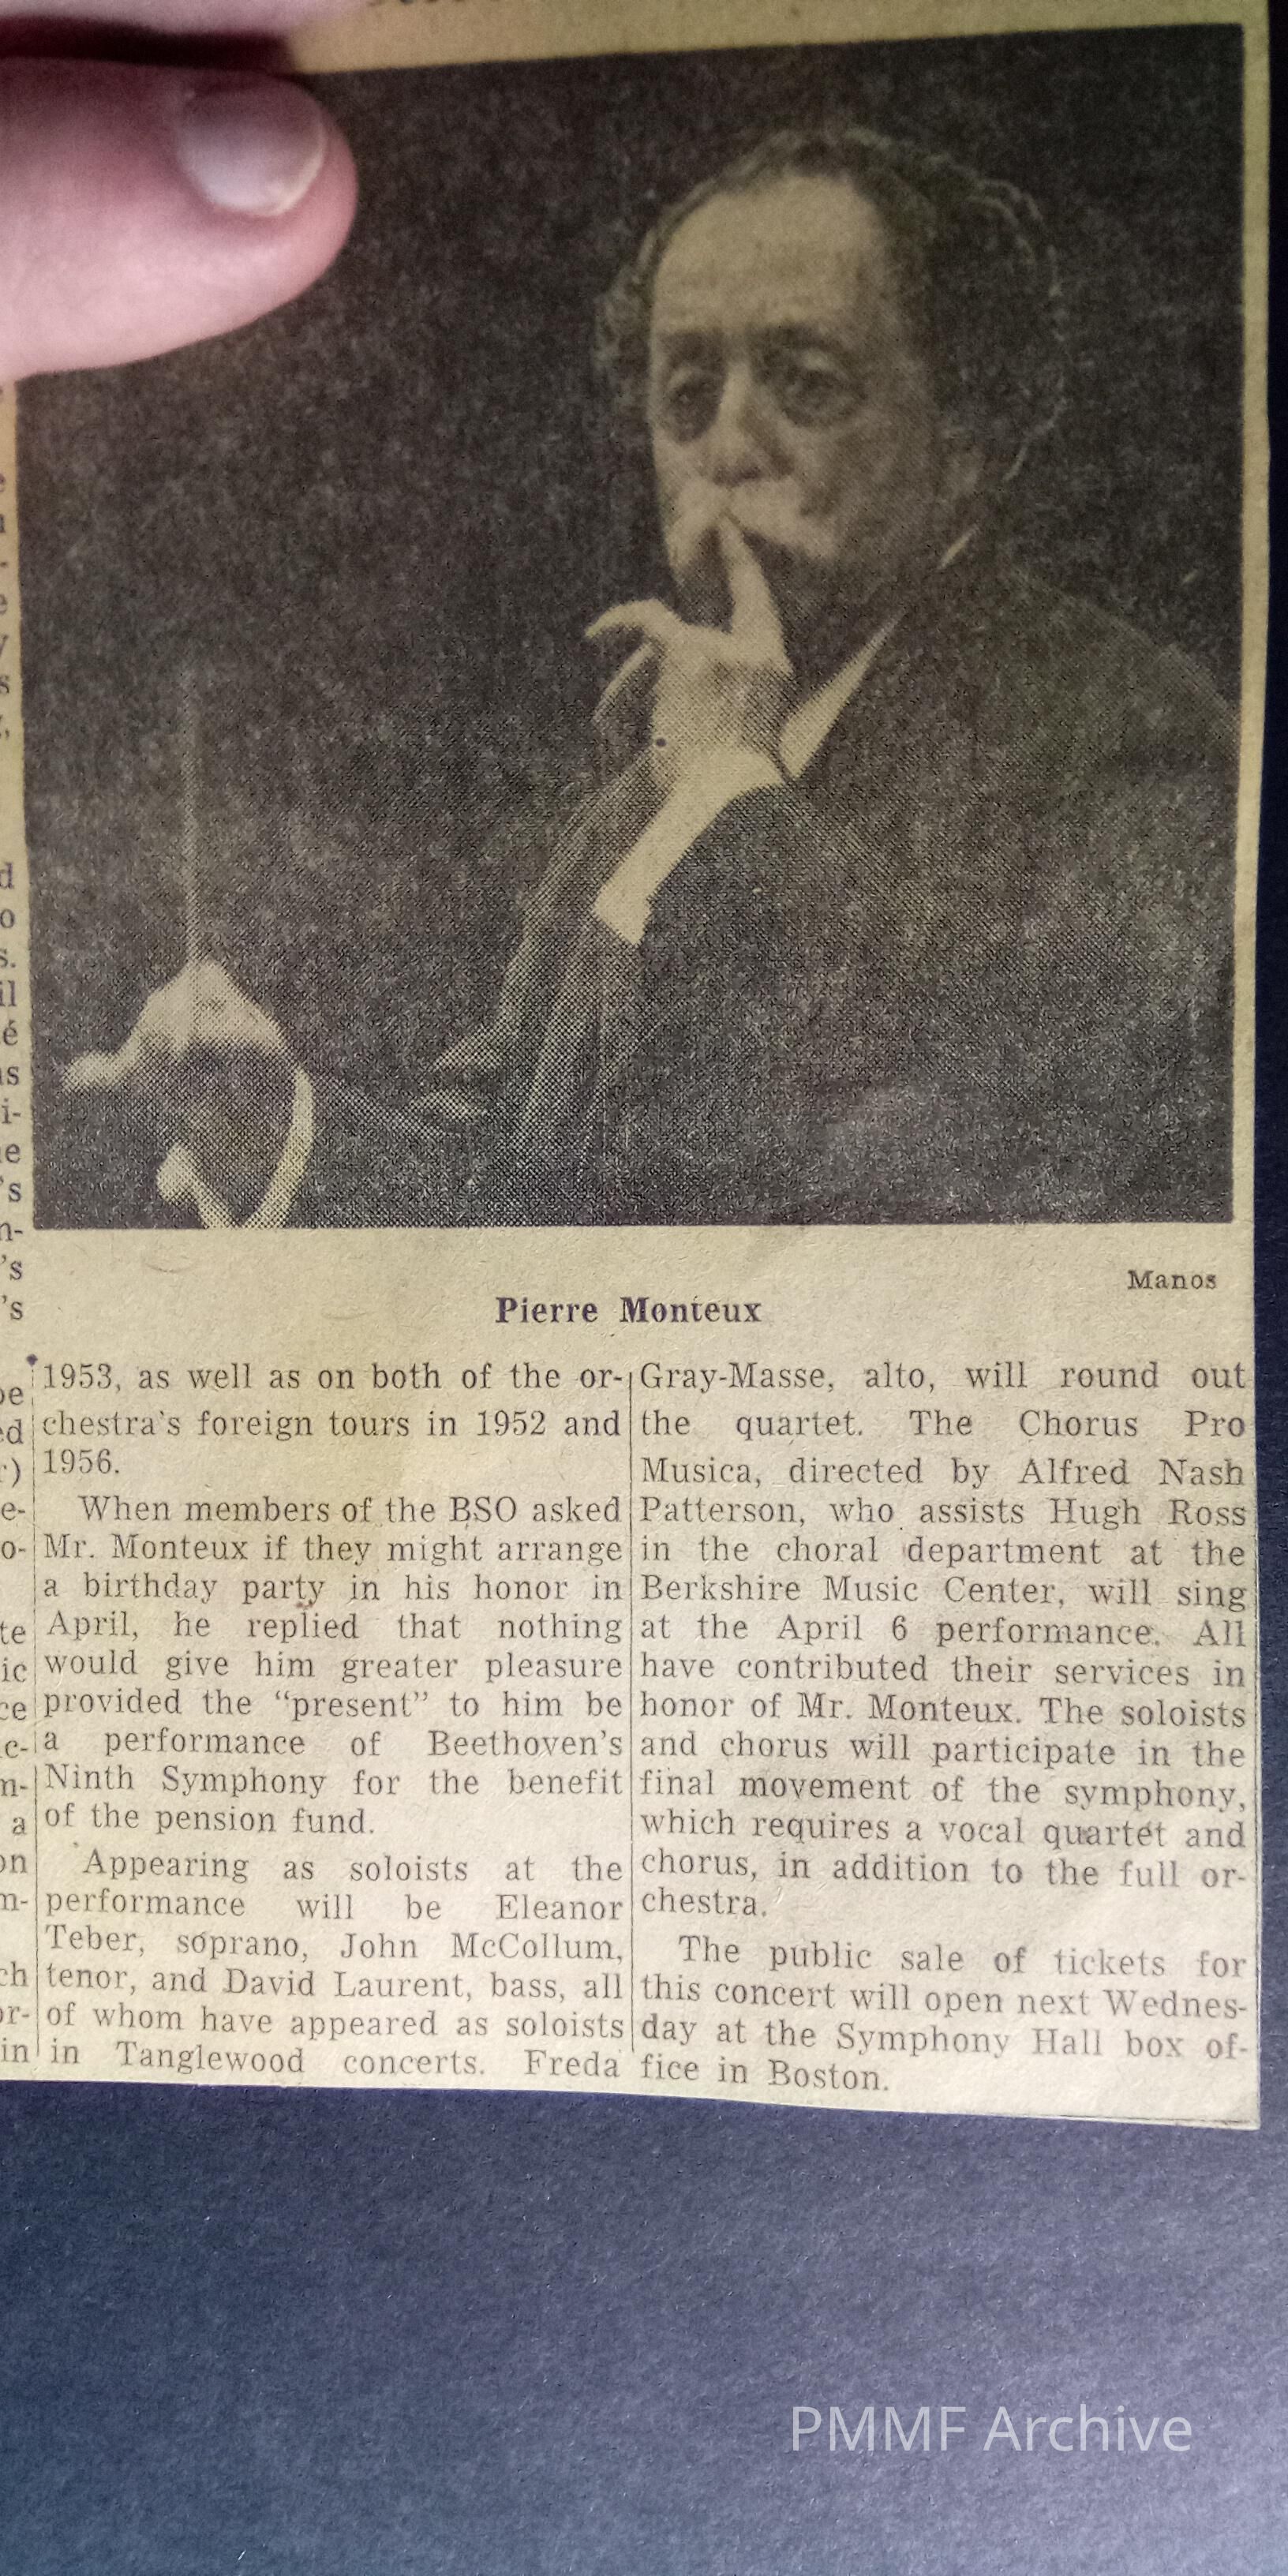 Manos
Pierre Monteux
1953, as well as on both of the or-
chestra's foreign tours in 1952 and
1956.
When members of the BSO asked
Mr. Monteux if they might arrange
a birthday party in his honor in
April, he replied that nothing
would give him greater pleasure
provided the "present" to him be
a performance of Beethoven's
Ninth Symphony for the benefit
of the pension fund.
Appearing as soloists at the
performance will be Eleanor
Teber, soprano, John McCollum,
tenor, and David Laurent, bass, all
of whom have appeared as soloists
in Tanglewood concerts. Freda
Gray-Masse, alto, will round out
the quartet. The Chorus Pro
Musica, directed by Alfred Nash
Patterson, who assists Hugh Ross
in the choral department at the
Berkshire Music Center, will sing
at the April 6 performance. All
have contributed their services in
honor of Mr. Monteux. The soloists
and chorus will participate in the
final movement of the symphony,
which requires a vocal quartet and
chorus, in addition to the full or-
chestra.
The public sale of tickets for
this concert will open next Wednes-
day at the Symphony Hall box of-
fice in Boston.
PMMF Archive